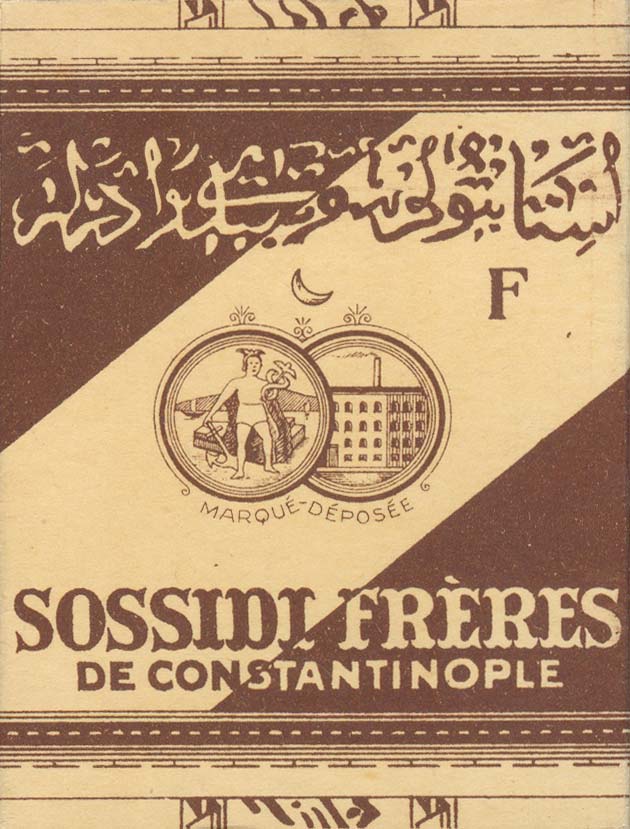 F
MARQUÉ-DÉPOSÉE
SOSSIDI FRÈRES
DE CONSTANTINOPLE